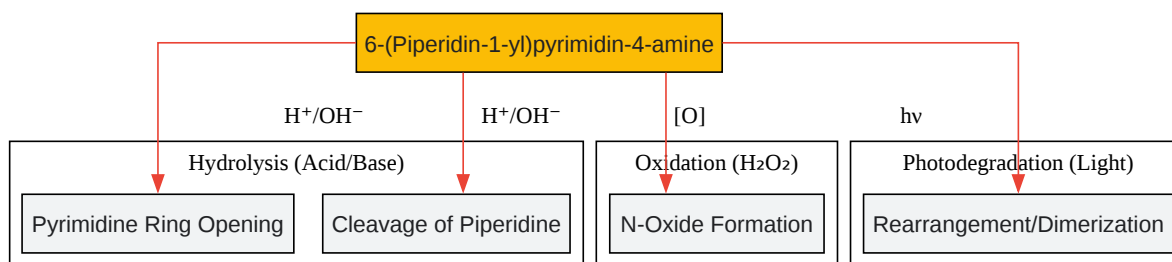 6-(Piperidin-1-yl)pyrimidin-4-amine
H⁺/OH⁻
H⁺/OH⁻
[O]
hν
Hydrolysis (Acid/Base)
Oxidation (H₂O₂)
Photodegradation (Light)
Pyrimidine Ring Opening
Cleavage of Piperidine
N-Oxide Formation
Rearrangement/Dimerization